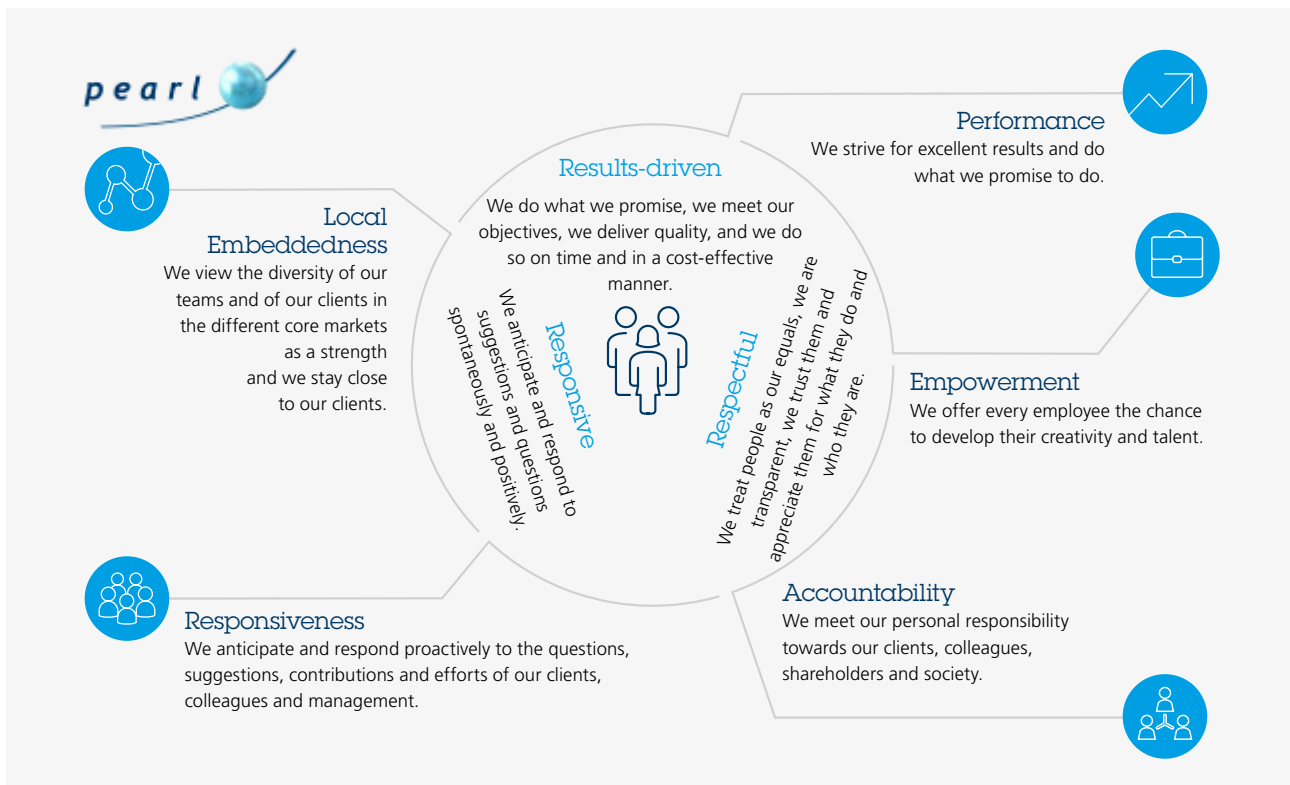 pearl
Performance
We strive for excellent results and do
what we promise to do.
Results-driven
We do what we promise, we meet our
objectives, we deliver quality, and we do
so on time and in a cost-effective
manner.
Local
Embeddedness
We view the diversity of our
teams and of our clients in
the different core markets
as a strength
and we stay close
to our clients.
Responsive
We anticipate and respond to
suggestions and questions
spontaneously and positively.
Respectful
We treat people as our equals, we are
transparent, we trust them and
appreciate them for what they do and
who they are.
Empowerment
We offer every employee the chance
to develop their creativity and talent.
Responsiveness
We anticipate and respond proactively to the questions,
suggestions, contributions and efforts of our clients,
colleagues and management.
Accountability
We meet our personal responsibility
towards our clients, colleagues,
shareholders and society.